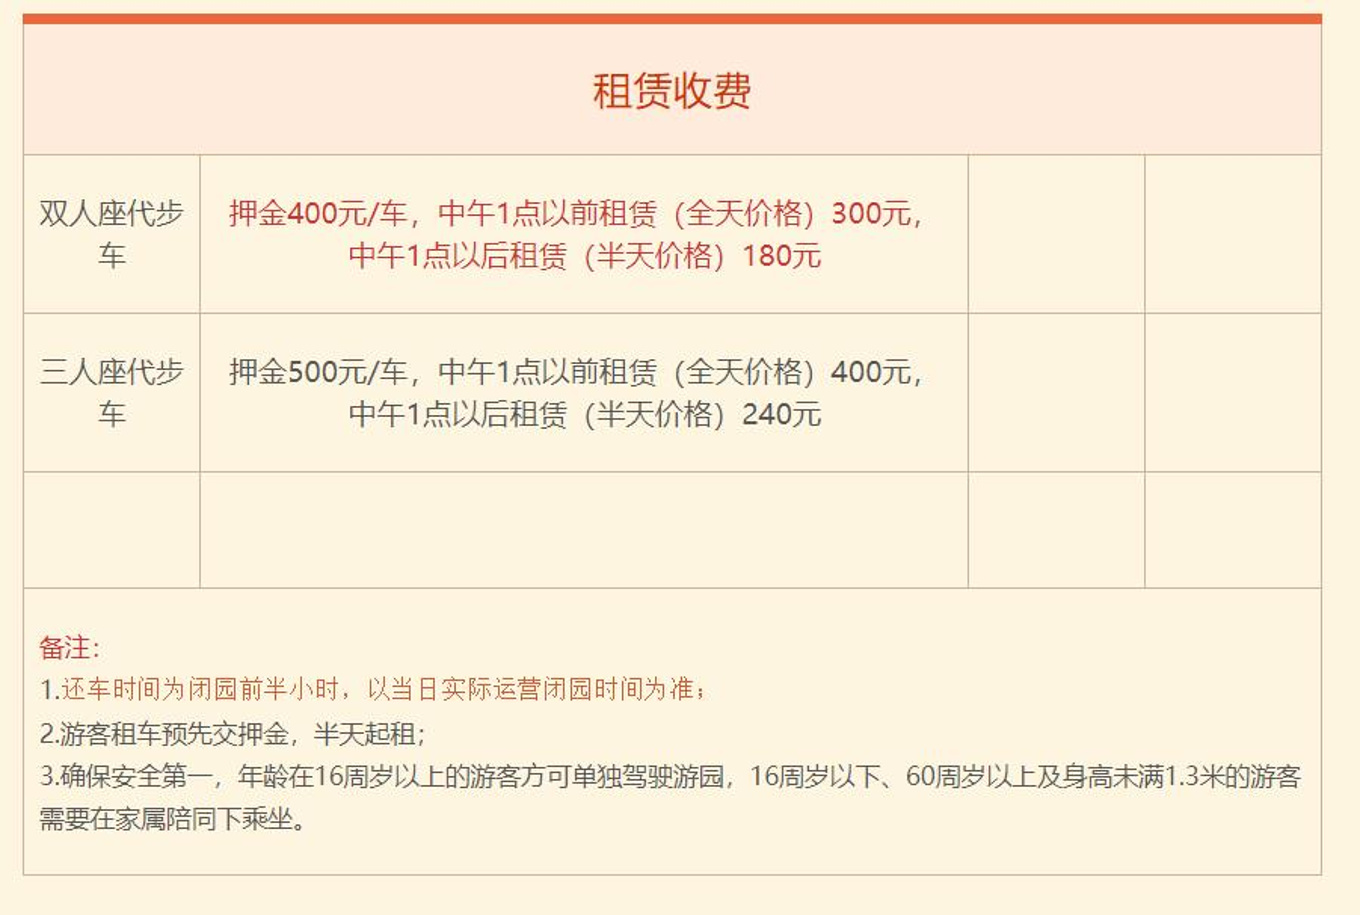 租赁收费
双人座代步
车
押金400元/车，中午1点以前租赁（全天价格）300元，
中午1点以后租赁（半天价格）180元
三人座代步
车
押金500元/车，中午1点以前租赁（全天价格）400元，
中午1点以后租赁（半天价格）240元
备注：
1.还车时间为闭园前半小时，以当日实际运营闭园时间为准；
2.游客租车预先交押金，半天起租；
3.确保安全第一，年龄在16周岁以上的游客方可单独驾驶游园，16周岁以下、60周岁以上及身高未满1.3米的游客
需要在家属陪同下乘坐。